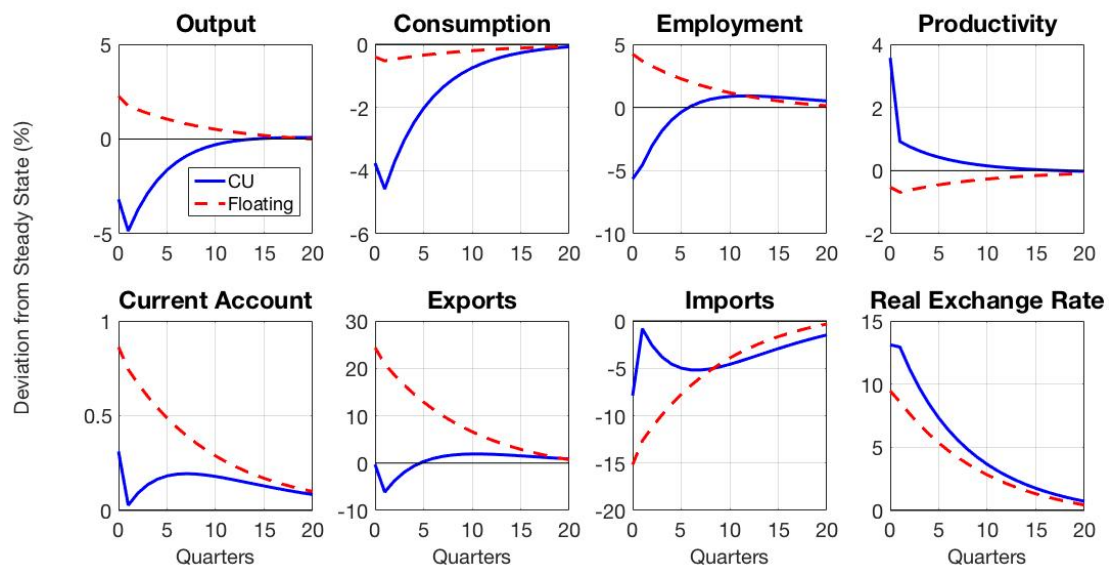 Output Consumption Employment Productivity
Deviation from Steady State (%)
5
0
-5
CU
Floating
0 5 10 15 20
0
-2
-4
-6
0 5 10 15 20
5
0
-5
-10
0 5 10 15 20
4
2
0
-2
0 5 10 15 20
Current Account Exports Imports Real Exchange Rate
1
0.5
0
0 5 10 15 20
Quarters
30
20
10
0
-10
0 5 10 15 20
Quarters
0
-5
-10
-15
-20
0 5 10 15 20
Quarters
15
10
5
0
0 5 10 15 20
Quarters